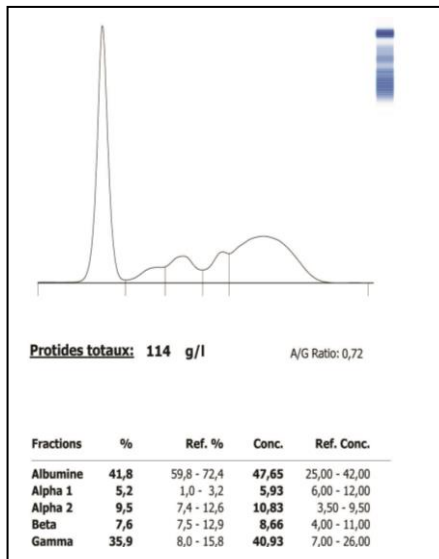 Protides totaux: 114 g/l A/G Ratio: 0,72
Fractions % Ref. % Conc. Ref. Conc.
Albumine 41,8 59,8 - 72,4 47,65 25,00 - 42,00
Alpha 1 5,2 1,0 - 3,2 5,93 6,00 - 12,00
Alpha 2 9,5 7,4 - 12,6 10,83 3,50 - 9,50
Beta 7,6 7,5 - 12,9 8,66 4,00 - 11,00
Gamma 35,9 8,0 - 15,8 40,93 7,00 - 26,00